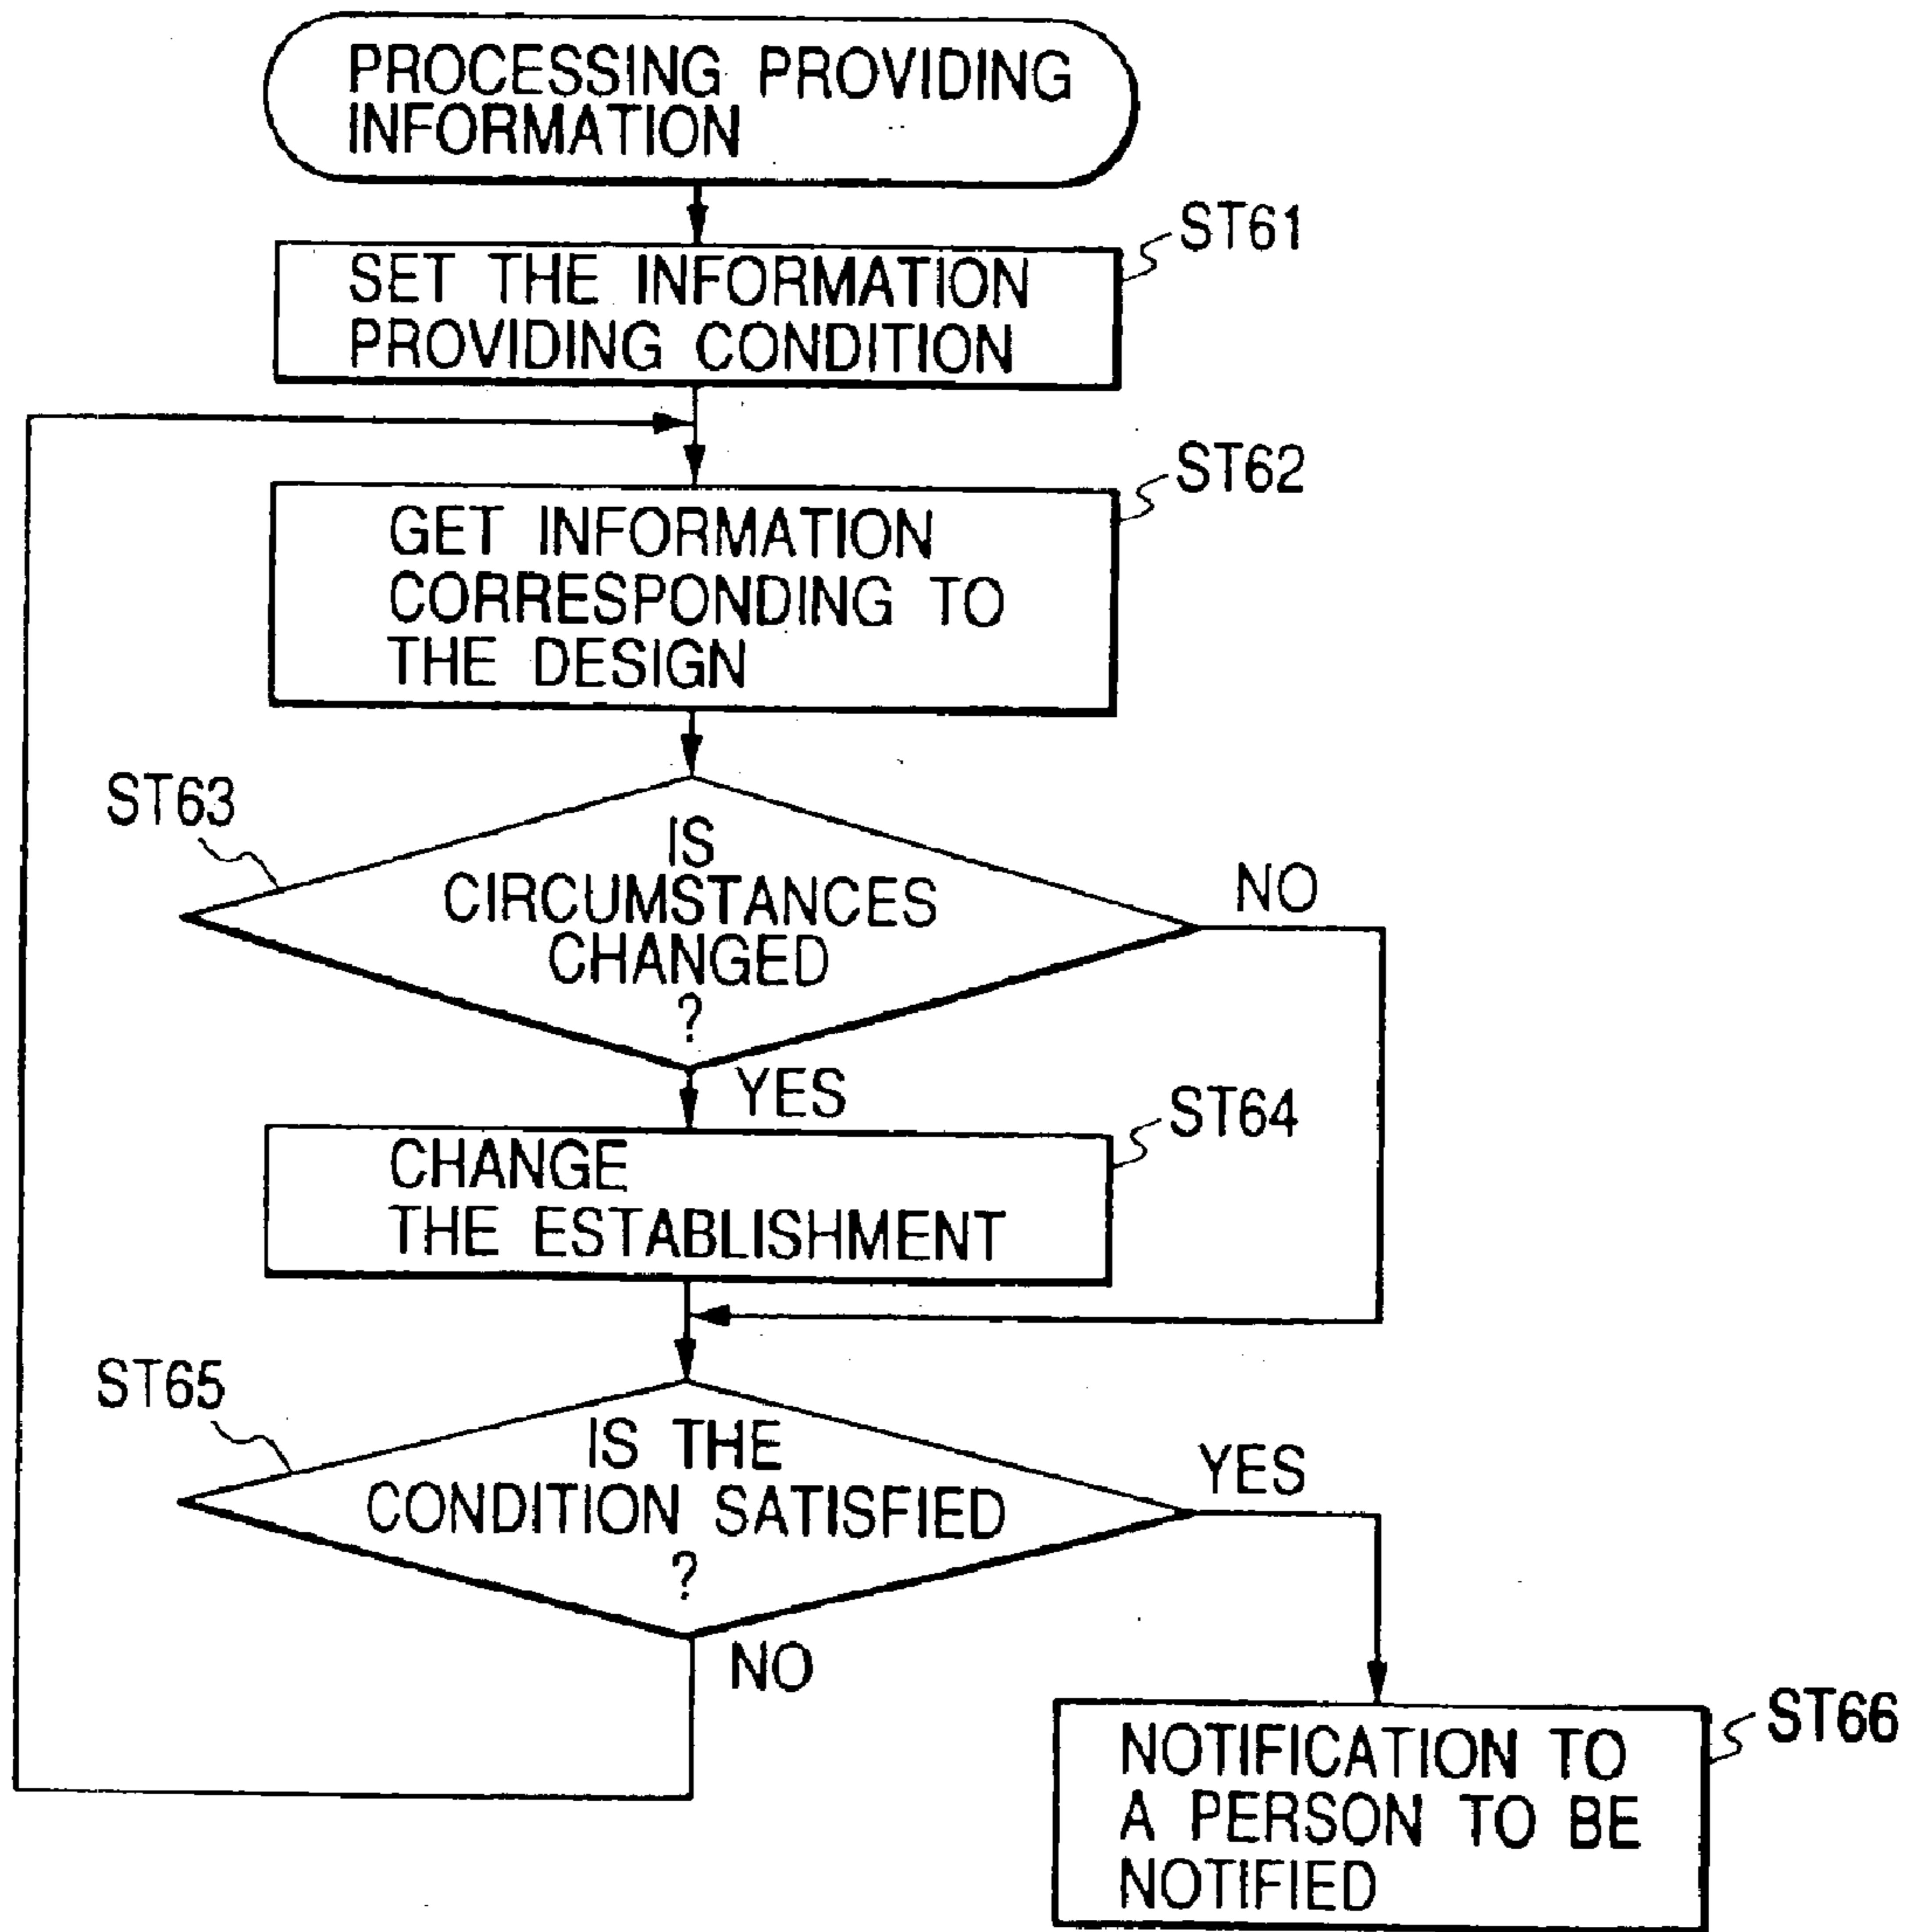 PROCESSING PROVIDING
INFORMATION
ST61
SET THE INFORMATION
PROVIDING CONDITION
ST62
GET INFORMATION
CORRESPONDING TO
THE DESIGN
ST63
IS
CIRCUMSTANCES
CHANGED
?
NO
YES
ST64
CHANGE
THE ESTABLISHMENT
ST65
IS THE
CONDITION SATISFIED
?
YES
NO
ST66
NOTIFICATION TO
A PERSON TO BE
NOTIFIED